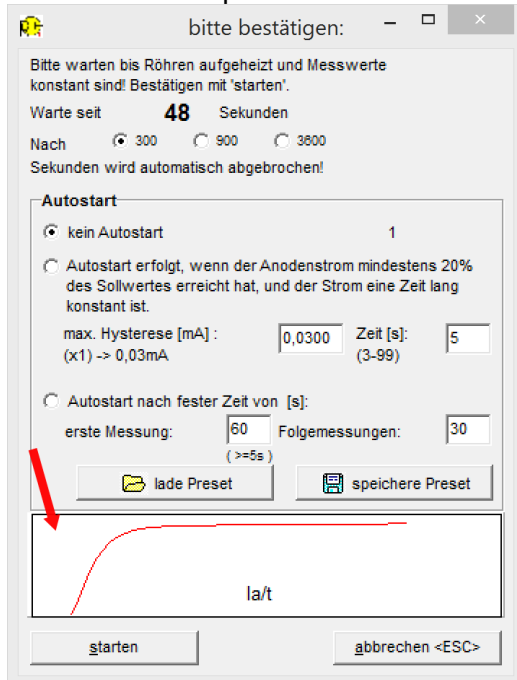 bitte bestätigen:
Bitte warten bis Röhren aufgeheizt und Messwerte
konstant sind! Bestätigen mit 'starten'.
Warte seit 48 Sekunden
Nach 300 900 3600
Sekunden wird automatisch abgebrochen!
Autostart
kein Autostart 1
Autostart erfolgt, wenn der Anodenstrom mindestens 20%
des Sollwertes erreicht hat, und der Strom eine Zeit lang
konstant ist.
max. Hysterese [mA] : 0,0300 Zeit [s]: 5
(x1) -> 0,03mA (3-99)
Autostart nach fester Zeit von [s]:
erste Messung: 60 Folgemessungen: 30
( >=5s )
lade Preset speichere Preset
Ia/t
starten abbrechen <ESC>